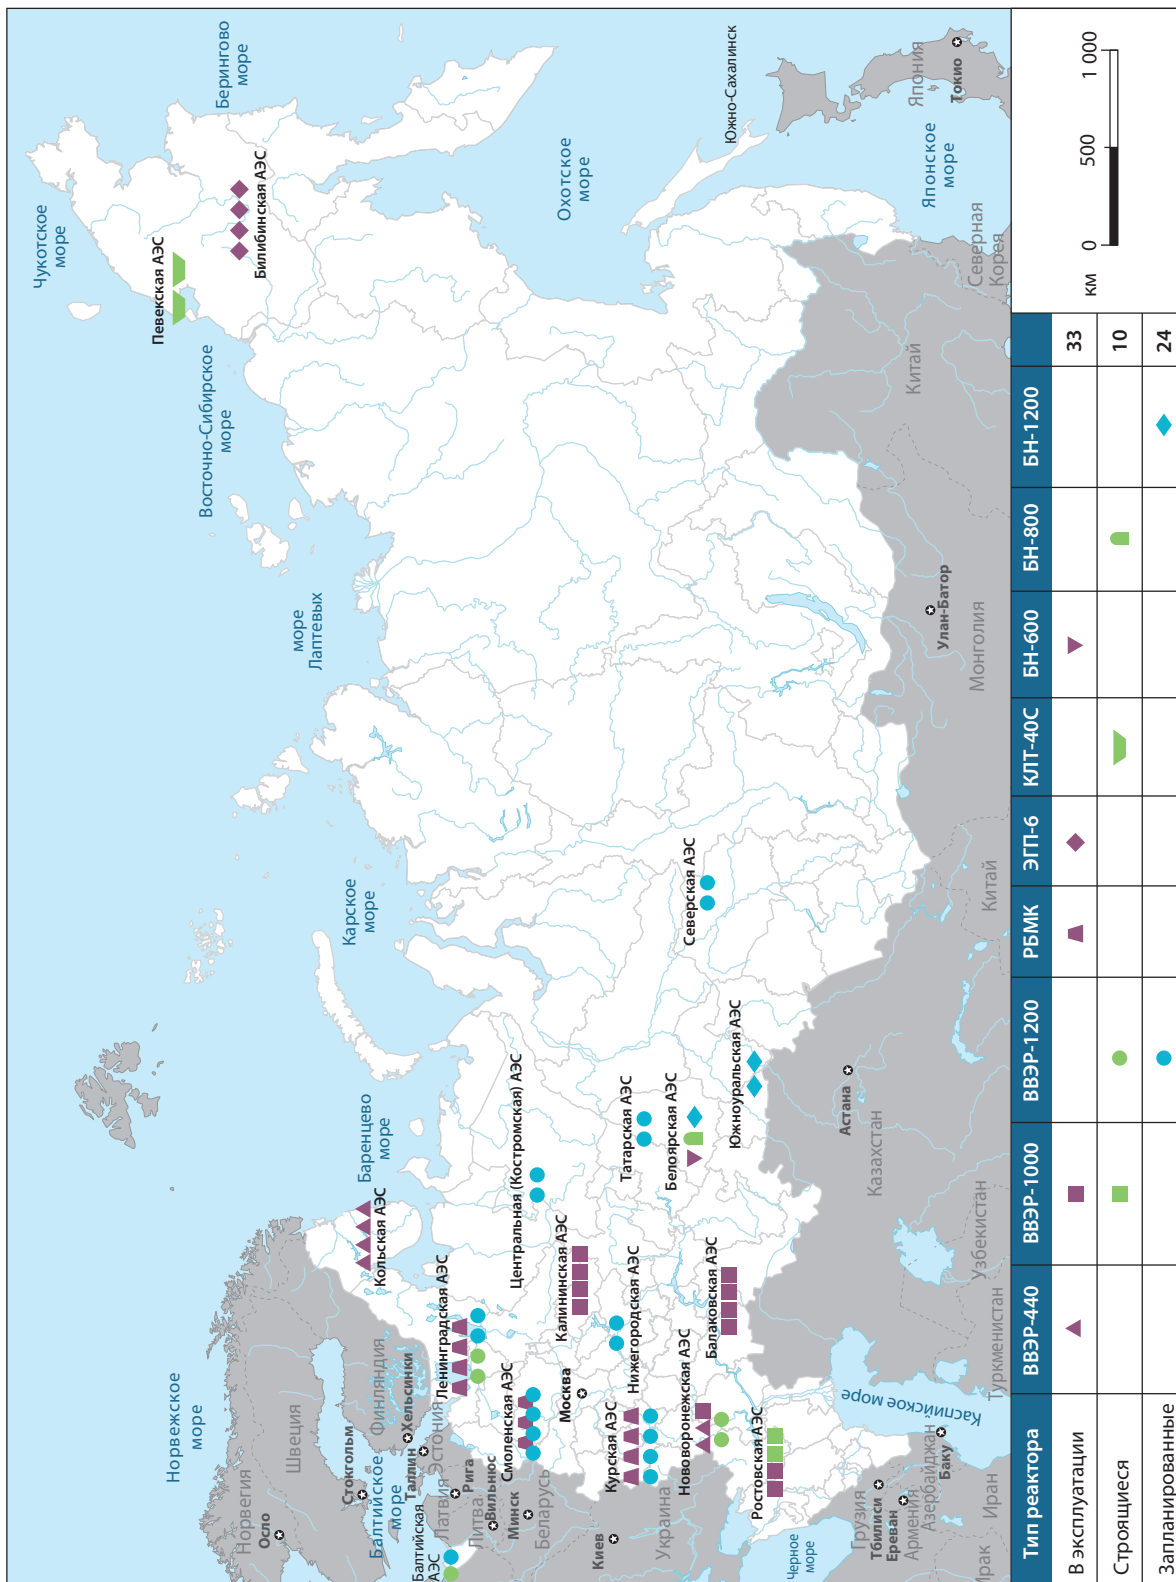 Чукотское
море
Берингово
море
Певекская АЭС
Билибинская АЭС
Восточно-Сибирское
море
море
Лаптевых
Охотское
море
Южно-Сахалинск
Япония
Токио
Японское
море
Северная
Корея
Китай
Карское
море
Баренцево
море
Норвежское
море
Норвегия
Осло
Швеция
Стокгольм
Финляндия
Хельсинки
Балтийское
море
Таллин
Эстония
Латвия
Рига
Литва
Вильнюс
Минск
Беларусь
Киев
Украина
Балтийская
АЭС
Кольская АЭС
Ленинградская АЭС
Смоленская АЭС
Центральная (Костромская) АЭС
Калининская АЭС
Москва
Нижегородская АЭС
Курская АЭС
Нововоронежская АЭС
Татарская АЭС
Белоярская АЭС
Южноуральская АЭС
Балаковская АЭС
Ростовская АЭС
Северская АЭС
Черное
море
Грузия
Тбилиси
Ереван
Армения
Азербайджан
Баку
Каспийское море
Иран
Ирак
Туркменистан
Узбекистан
Казахстан
Астана
Китай
Монголия
Улан-Батор
км 0 500 1 000
Тип реактора ВВЭР-440 ВВЭР-1000 ВВЭР-1200 РБМК ЭГП-6 КЛТ-40С БН-600 БН-800 БН-1200
В эксплуатации 33
Строящиеся 10
Запланированные 24